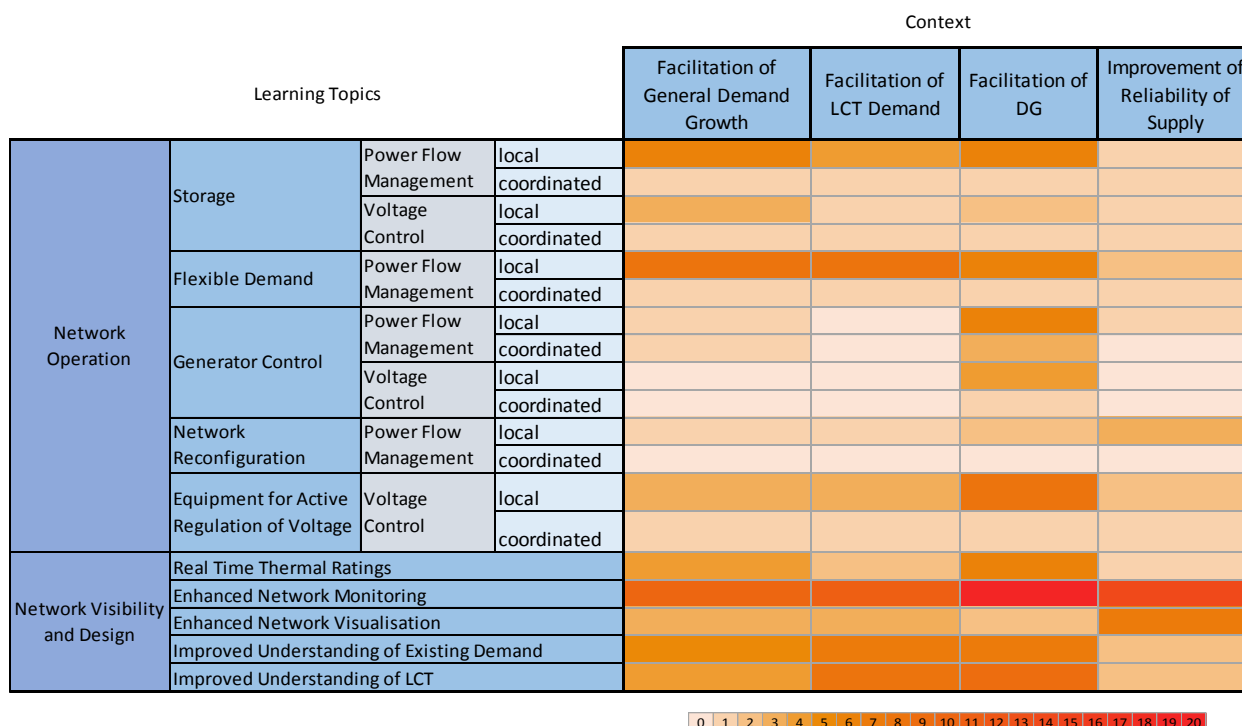 Context
Learning Topics
Facilitation of
General Demand
Growth
Facilitation of
LCT Demand
Facilitation of
DG
Improvement of
Reliability of
Supply
Network
Operation
Storage
Power Flow
Management
local
coordinated
Voltage
Control
local
coordinated
Flexible Demand
Power Flow
Management
local
coordinated
Generator Control
Power Flow
Management
local
coordinated
Voltage
Control
local
coordinated
Network
Reconfiguration
Power Flow
Management
local
coordinated
Equipment for Active
Regulation of Voltage
Voltage
Control
local
coordinated
Network Visibility
and Design
Real Time Thermal Ratings
Enhanced Network Monitoring
Enhanced Network Visualisation
Improved Understanding of Existing Demand
Improved Understanding of LCT
0 1 2 3 4 5 6 7 8 9 10 11 12 13 14 15 16 17 18 19 20